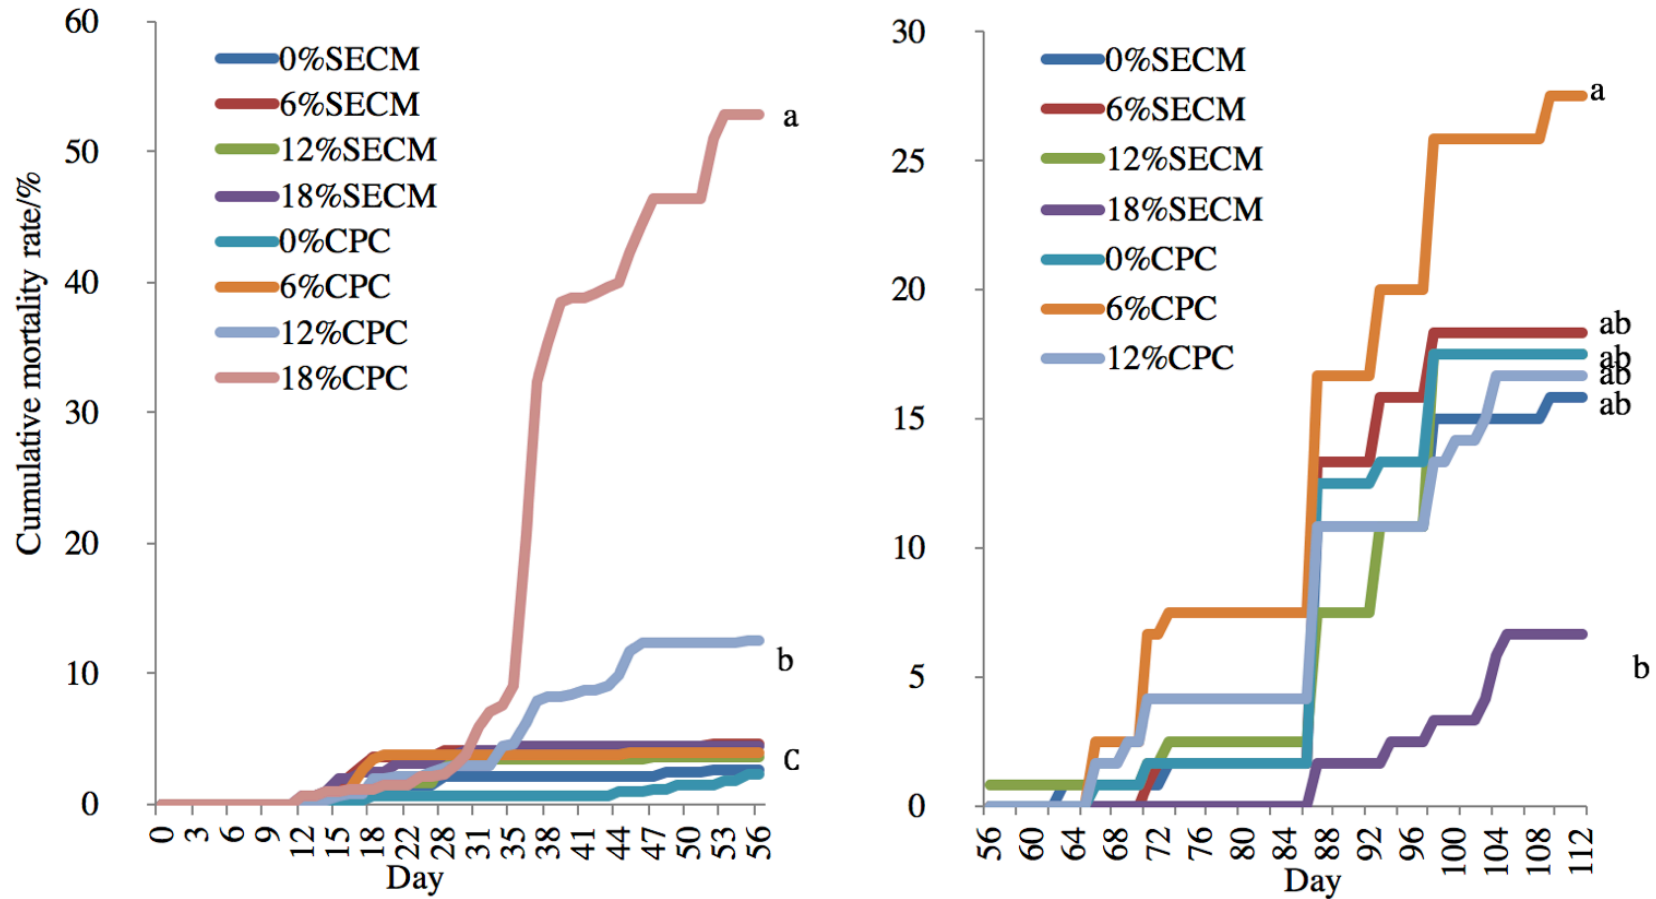 Cumulative mortality rate/%
60
50
40
30
20
10
0
0%SECM
6%SECM
12%SECM
18%SECM
0%CPC
6%CPC
12%CPC
18%CPC
a
b
C
0 3 6 9 12 15 18 22 28 31 35 38 41 44 47 50 53 56
Day
30
25
20
15
10
5
0
0%SECM
6%SECM
12%SECM
18%SECM
0%CPC
6%CPC
12%CPC
a
ab
ab
ab
ab
b
56 60 64 68 72 76 80 84 88 92 96 100 104 108 112
Day